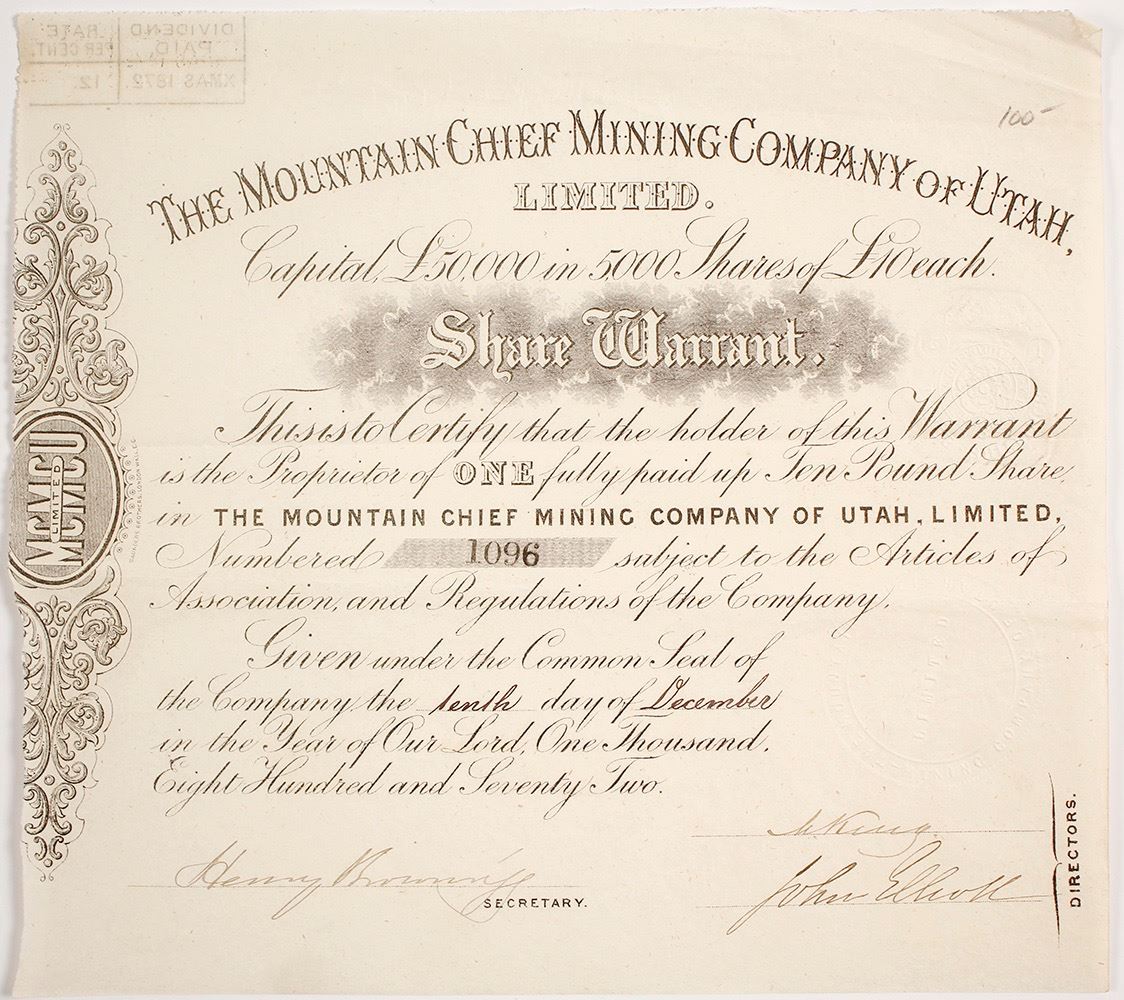 DIVIDEND PAID, RATE PER CENT.
XMAS 1872. 12.
100-
THE MOUNTAIN CHIEF MINING COMPANY OF UTAH,
LIMITED.
Capital, £50,000 in 5000 Shares of £10 each.
Share Warrant.
This is to Certify that the holder of this Warrant
is the Proprietor of ONE fully paid up Ten Pound Share,
in THE MOUNTAIN CHIEF MINING COMPANY OF UTAH, LIMITED,
Numbered 1096 subject to the Articles of
Association, and Regulations of the Company.
Given under the Common Seal of
the Company, the tenth day of December
in the Year of Our Lord, One Thousand,
Eight Hundred and Seventy Two.
MCMCU
LIMITED
MCMCU
King
Henry
SECRETARY.
John Elliott
DIRECTORS.